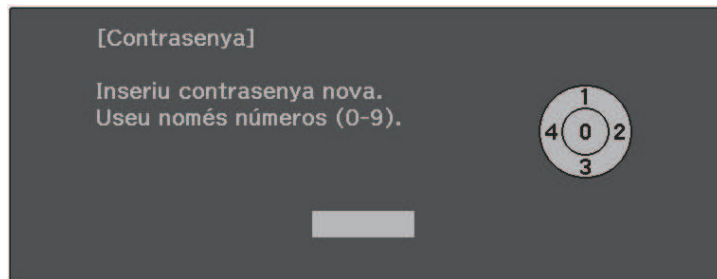 [Contrasenya]
Inseriu contrasenya nova.
Useu només números (0-9).
1
4 0 2
3